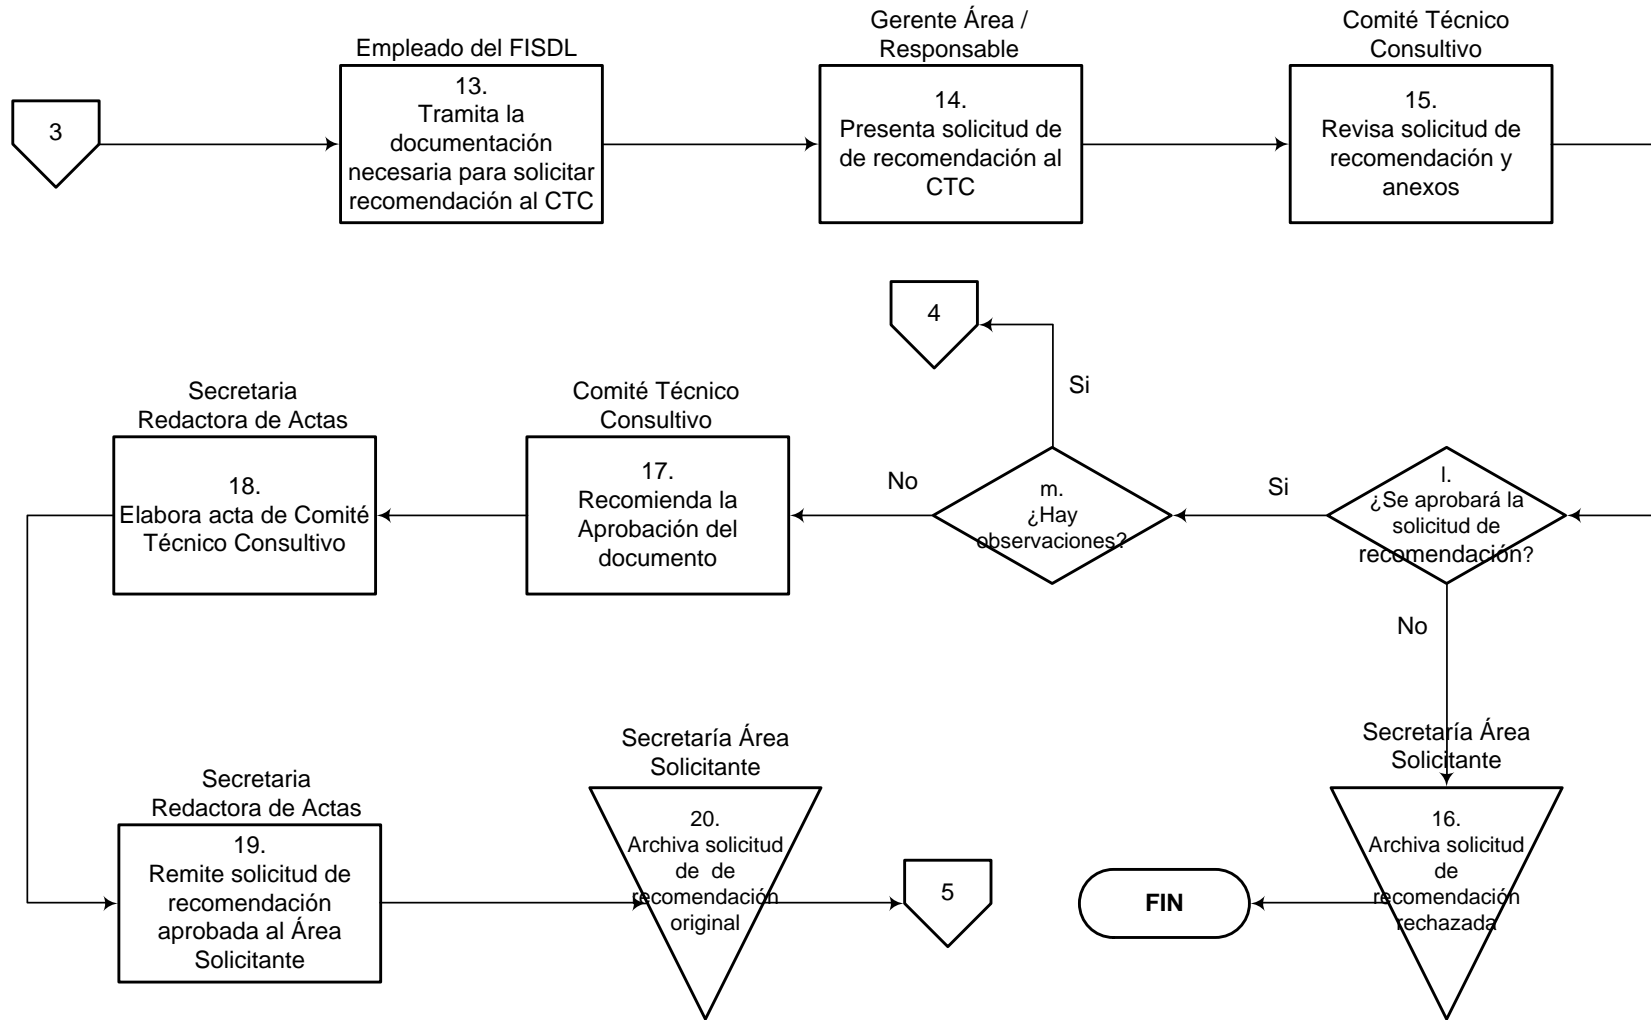 3
Empleado del FISDL
13.
Tramita la
documentación
necesaria para solicitar
recomendación al CTC
Gerente Área /
Responsable
14.
Presenta solicitud de
de recomendación al
CTC
Comité Técnico
Consultivo
15.
Revisa solicitud de
recomendación y
anexos
l.
¿Se aprobará la
solicitud de
recomendación?
Si
No
m.
¿Hay
observaciones?
Si
4
No
Comité Técnico
Consultivo
17.
Recomienda la
Aprobación del
documento
Secretaria
Redactora de Actas
18.
Elabora acta de Comité
Técnico Consultivo
Secretaria
Redactora de Actas
19.
Remite solicitud de
recomendación
aprobada al Área
Solicitante
Secretaría Área
Solicitante
20.
Archiva solicitud
de  de
recomendación
original
5
Secretaría Área
Solicitante
16.
Archiva solicitud
de
recomendación
rechazada
FIN